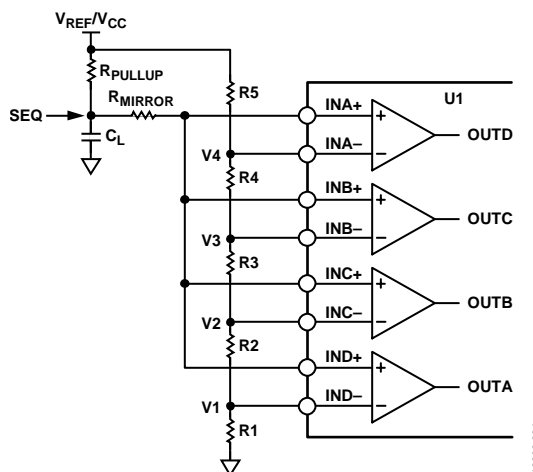 VREF/VCC
RPULLUP
RMIRROR
SEQ
CL
R5
U1
INA+
+
OUTD
V4
INA–
–
R4
INB+
+
OUTC
V3
INB–
–
R3
INC+
+
OUTB
V2
INC–
–
R2
IND+
+
OUTA
V1
IND–
–
R1